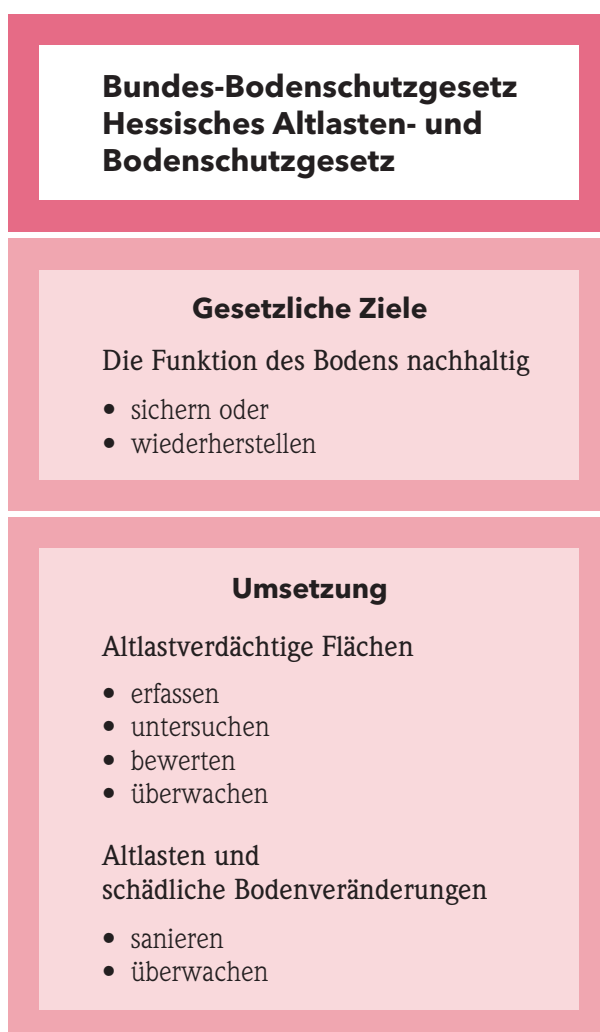 Bundes-Bodenschutzgesetz
Hessisches Altlasten- und
Bodenschutzgesetz
Gesetzliche Ziele
Die Funktion des Bodens nachhaltig
• sichern oder
• wiederherstellen
Umsetzung
Altlastverdächtige Flächen
• erfassen
• untersuchen
• bewerten
• überwachen
Altlasten und
schädliche Bodenveränderungen
• sanieren
• überwachen